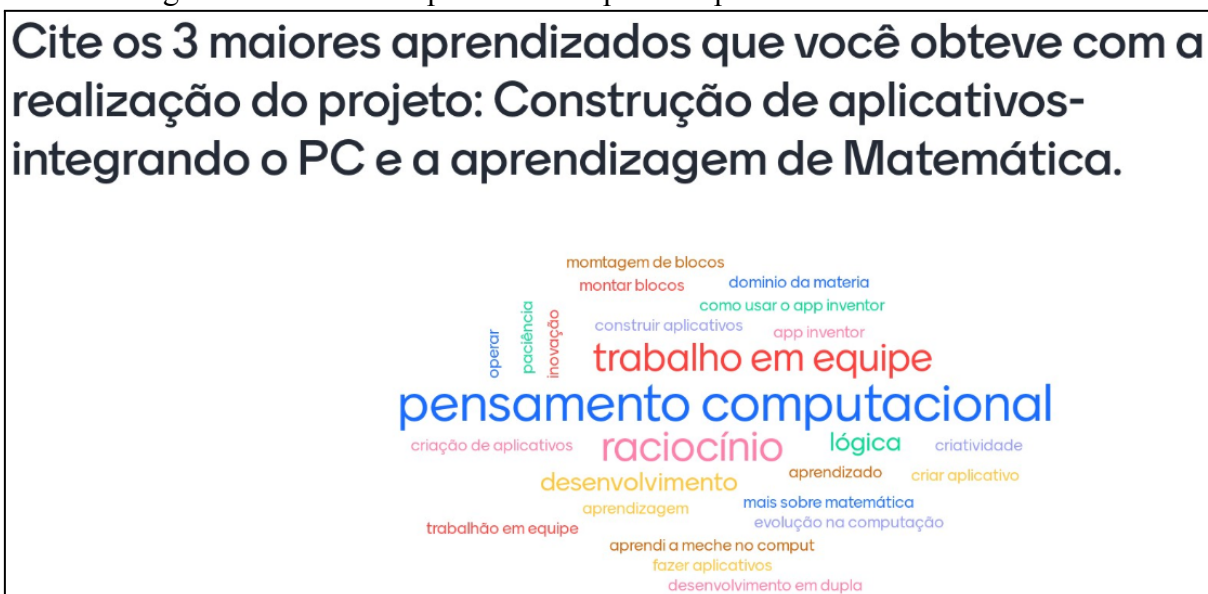 Cite os 3 maiores aprendizados que você obteve com a
realização do projeto: Construção de aplicativos-
integrando o PC e a aprendizagem de Matemática.
momtagem de blocos
montar blocos
dominio da materia
como usar o app inventor
operar
paciência
inovação
construir aplicativos
app inventor
trabalho em equipe
pensamento computacional
criação de aplicativos
raciocínio
lógica
criatividade
desenvolvimento
aprendizado
criar aplicativo
aprendizagem
mais sobre matemática
trabalhão em equipe
evolução na computação
aprendi a meche no comput
fazer aplicativos
desenvolvimento em dupla